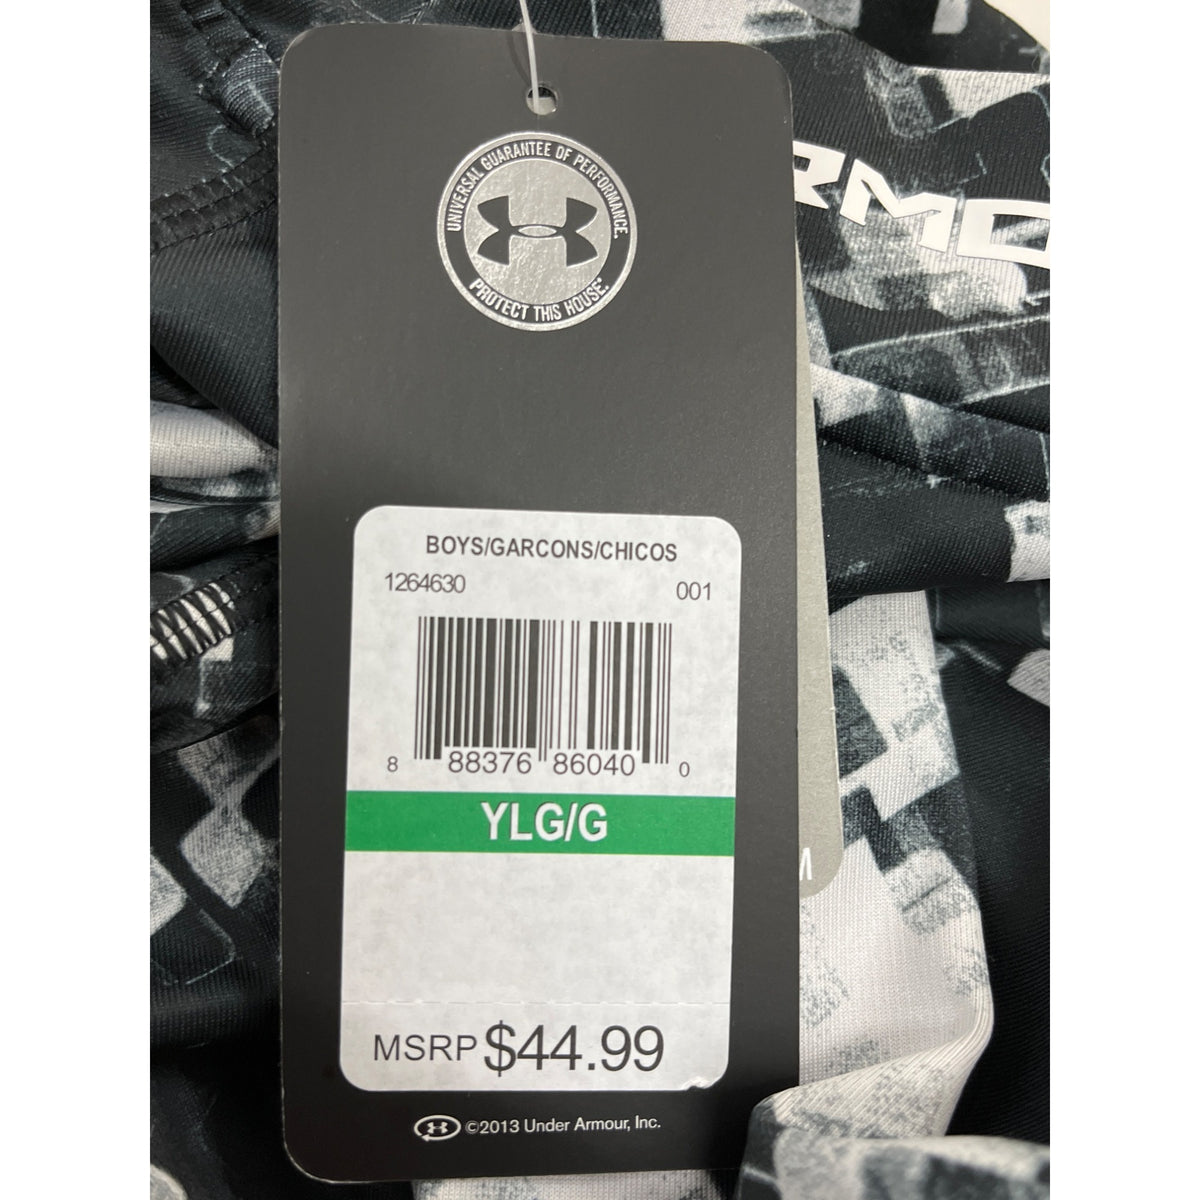 UNIVERSAL GUARANTEE OF PERFORMANCE.
PROTECT THIS HOUSE.®
BOYS/GARCONS/CHICOS
1264630 001
8 88376 86040 0
YLG/G
MSRP $44.99
©2013 Under Armour, Inc.